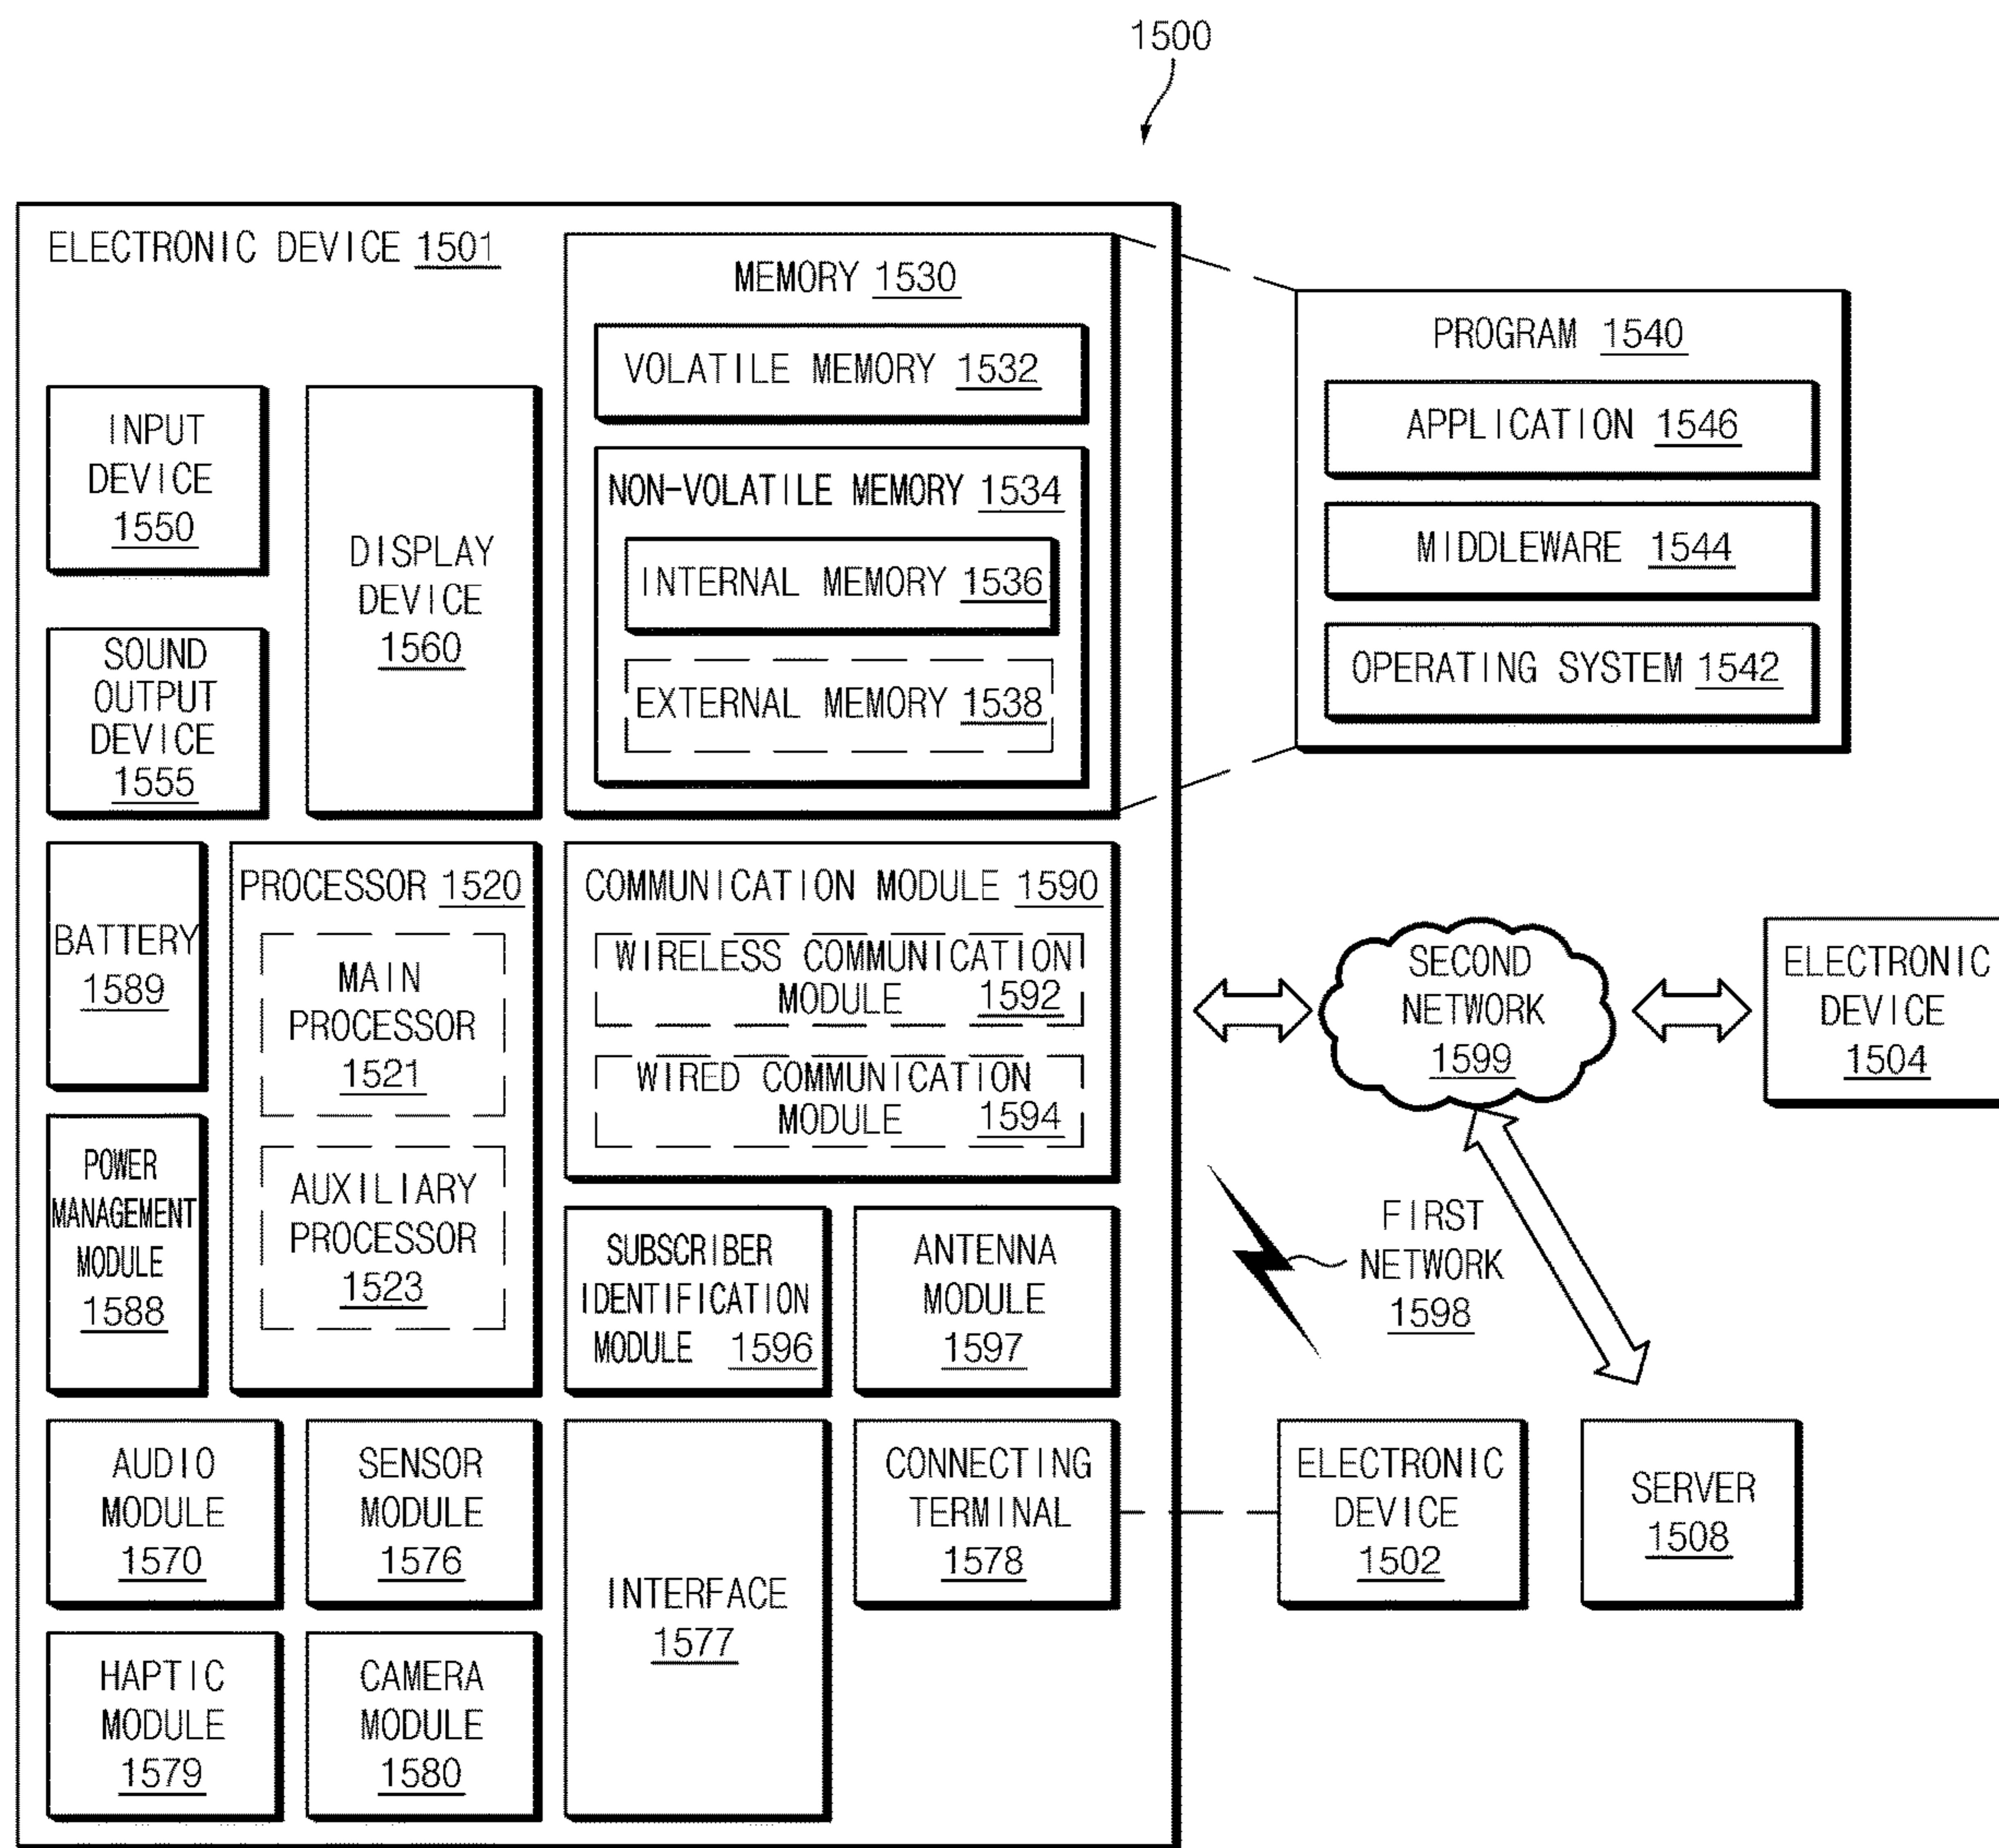 1500
ELECTRONIC DEVICE 1501
MEMORY 1530
VOLATILE MEMORY 1532
NON-VOLATILE MEMORY 1534
INTERNAL MEMORY 1536
EXTERNAL MEMORY 1538
PROGRAM 1540
APPLICATION 1546
MIDDLEWARE 1544
OPERATING SYSTEM 1542
INPUT
DEVICE
1550
DISPLAY
DEVICE
1560
SOUND
OUTPUT
DEVICE
1555
BATTERY
1589
PROCESSOR 1520
MAIN
PROCESSOR
1521
AUXILIARY
PROCESSOR
1523
POWER
MANAGEMENT
MODULE
1588
COMMUNICATION MODULE 1590
WIRELESS COMMUNICATION
MODULE 1592
WIRED COMMUNICATION
MODULE 1594
SUBSCRIBER
IDENTIFICATION
MODULE 1596
ANTENNA
MODULE
1597
SECOND
NETWORK
1599
ELECTRONIC
DEVICE
1504
FIRST
NETWORK
1598
AUDIO
MODULE
1570
SENSOR
MODULE
1576
INTERFACE
1577
CONNECTING
TERMINAL
1578
ELECTRONIC
DEVICE
1502
SERVER
1508
HAPTIC
MODULE
1579
CAMERA
MODULE
1580